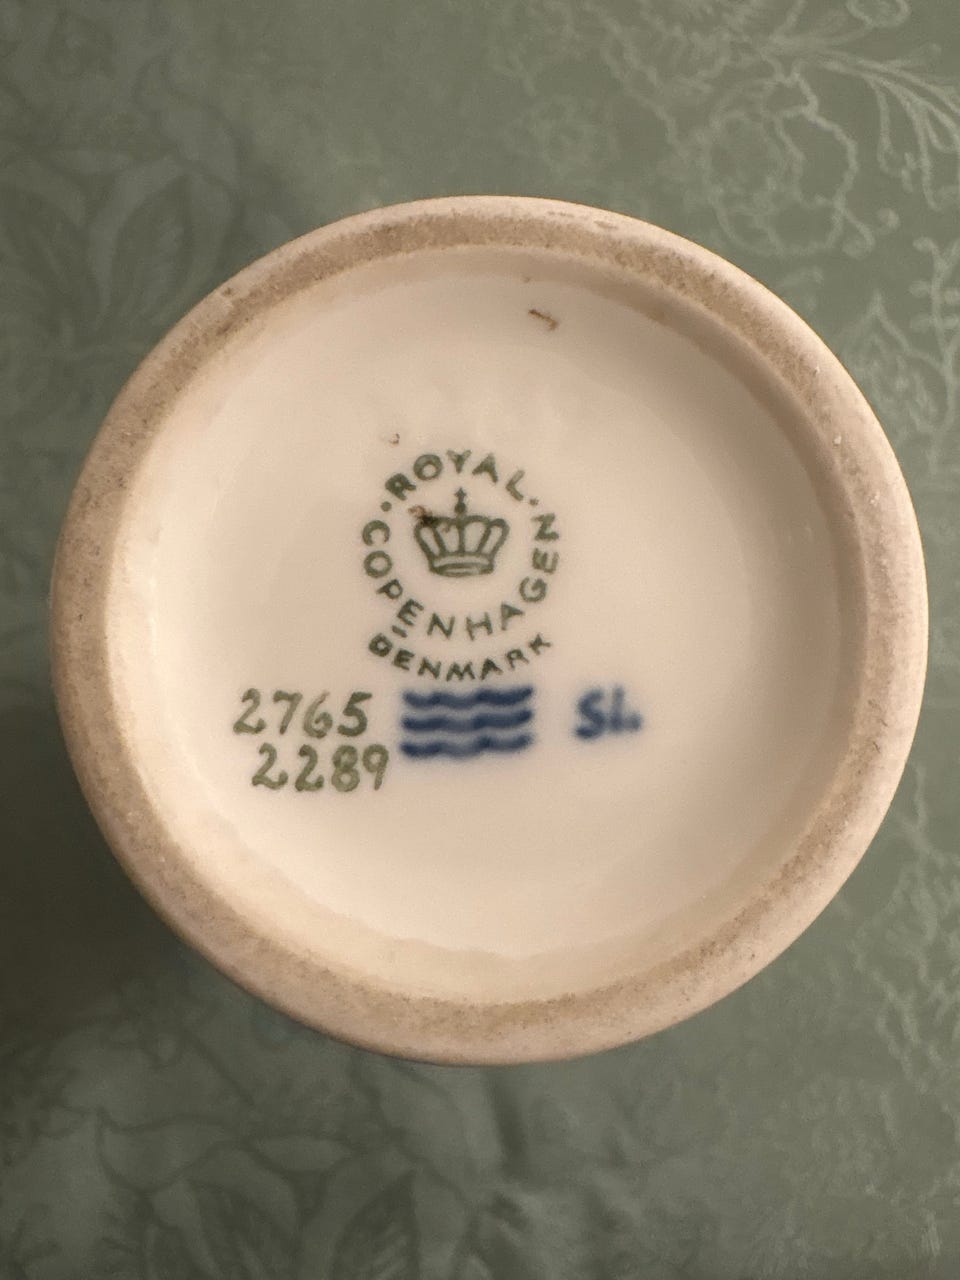 ROYAL
COPENHAGEN
DENMARK
2765
2289
SL.